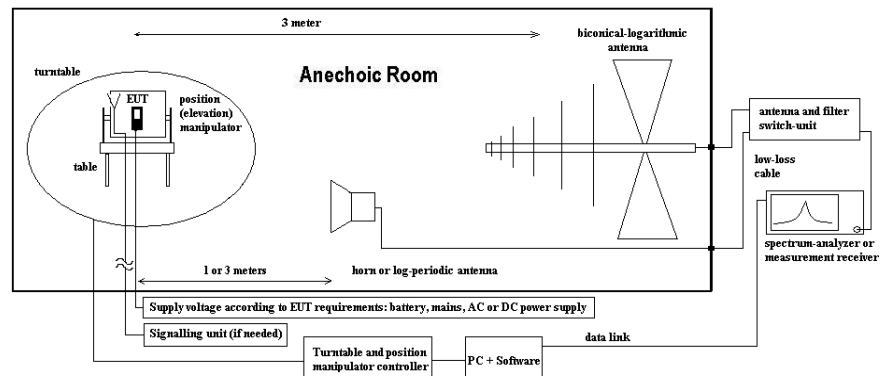 3 meter
biconical-logarithmic
antenna
turntable
Anechoic Room
EUT
position
(elevation)
manipulator
antenna and filter
switch-unit
table
low-loss
cable
spectrum-analyzer or
measurement receiver
1 or 3 meters
horn or log-periodic antenna
Supply voltage according to EUT requirements: battery, mains, AC or DC power supply
Signalling unit (if needed)
data link
Turntable and position
manipulator controller
PC + Software